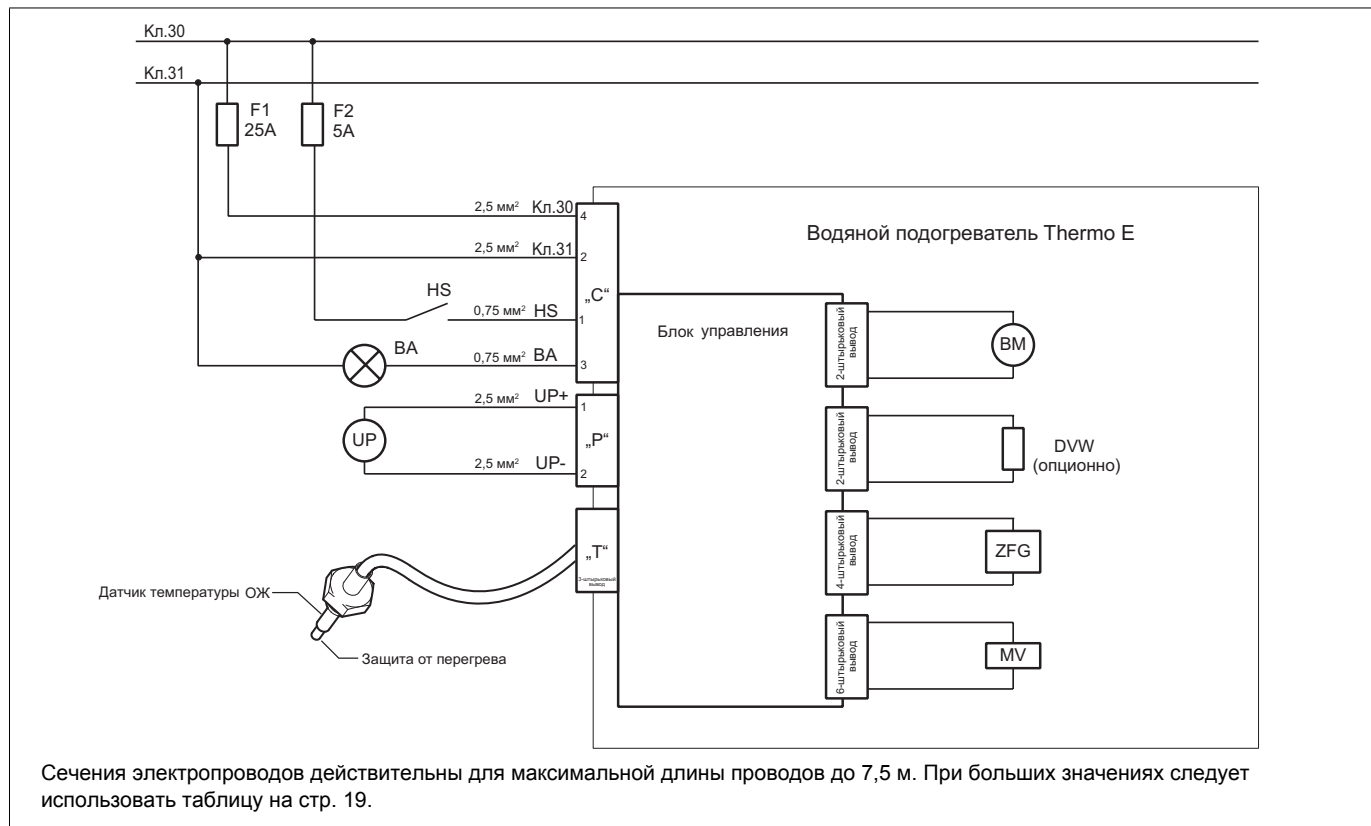 Кл.30
Кл.31
F1
25A
F2
5A
2,5 мм² Кл.30
4
2,5 мм² Кл.31
2
„C“
HS
0,75 мм² HS
1
BA
0,75 мм² BA
3
2,5 мм² UP+
1
UP
„P“
2,5 мм² UP-
2
„T“
3-штырьковый
вывод
Датчик температуры ОЖ
Защита от перегрева
Водяной подогреватель Thermo E
Блок управления
2-штырьковый
вывод
BM
2-штырьковый
вывод
DVW
(опционно)
4-штырьковый
вывод
ZFG
6-штырьковый
вывод
MV
Сечения электропроводов действительны для максимальной длины проводов до 7,5 м. При больших значениях следует
использовать таблицу на стр. 19.